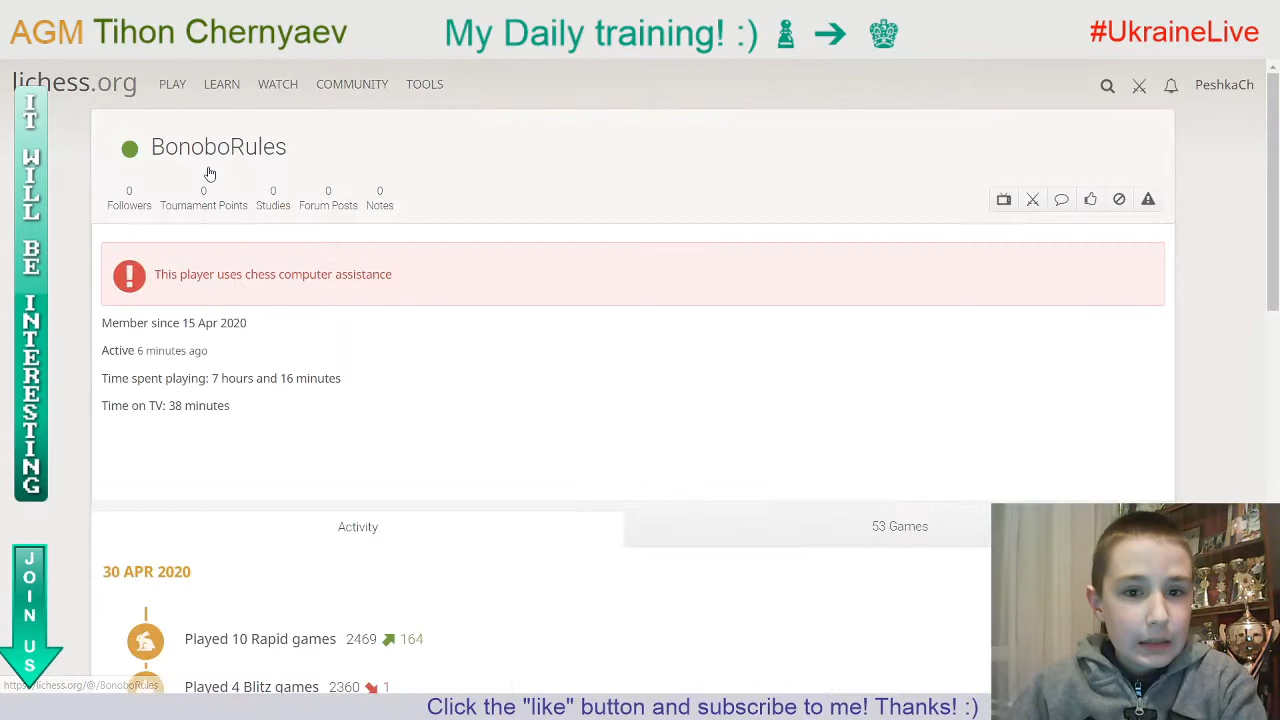 AGM Tihon Chernyaev
My Daily training! :)
#UkraineLive
lichess.org
PLAY
LEARN
WATCH
COMMUNITY
TOOLS
PeshkaCh
IT WILL BE INTERESTING
JOIN US
BonoboRules
0 Followers
0 Tournament Points
0 Studies
0 Forum Posts
0 Notes
This player uses chess computer assistance
Member since 15 Apr 2020
Active 6 minutes ago
Time spent playing: 7 hours and 16 minutes
Time on TV: 38 minutes
Activity
53 Games
30 APR 2020
Played 10 Rapid games 2469 164
Played 4 Blitz games 2360 1
https://lichess.org/@/BonoboRules
Click the "like" button and subscribe to me! Thanks! :)